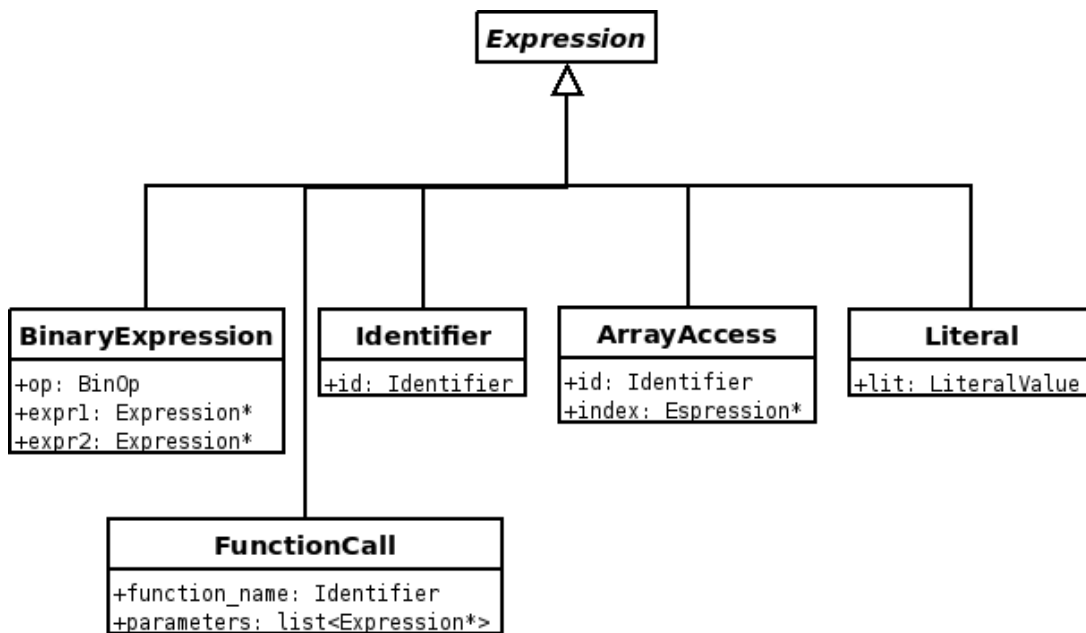 Expression
BinaryExpression
+op: BinOp
+expr1: Expression*
+expr2: Expression*
Identifier
+id: Identifier
ArrayAccess
+id: Identifier
+index: Espression*
Literal
+lit: LiteralValue
FunctionCall
+function_name: Identifier
+parameters: list<Expression*>